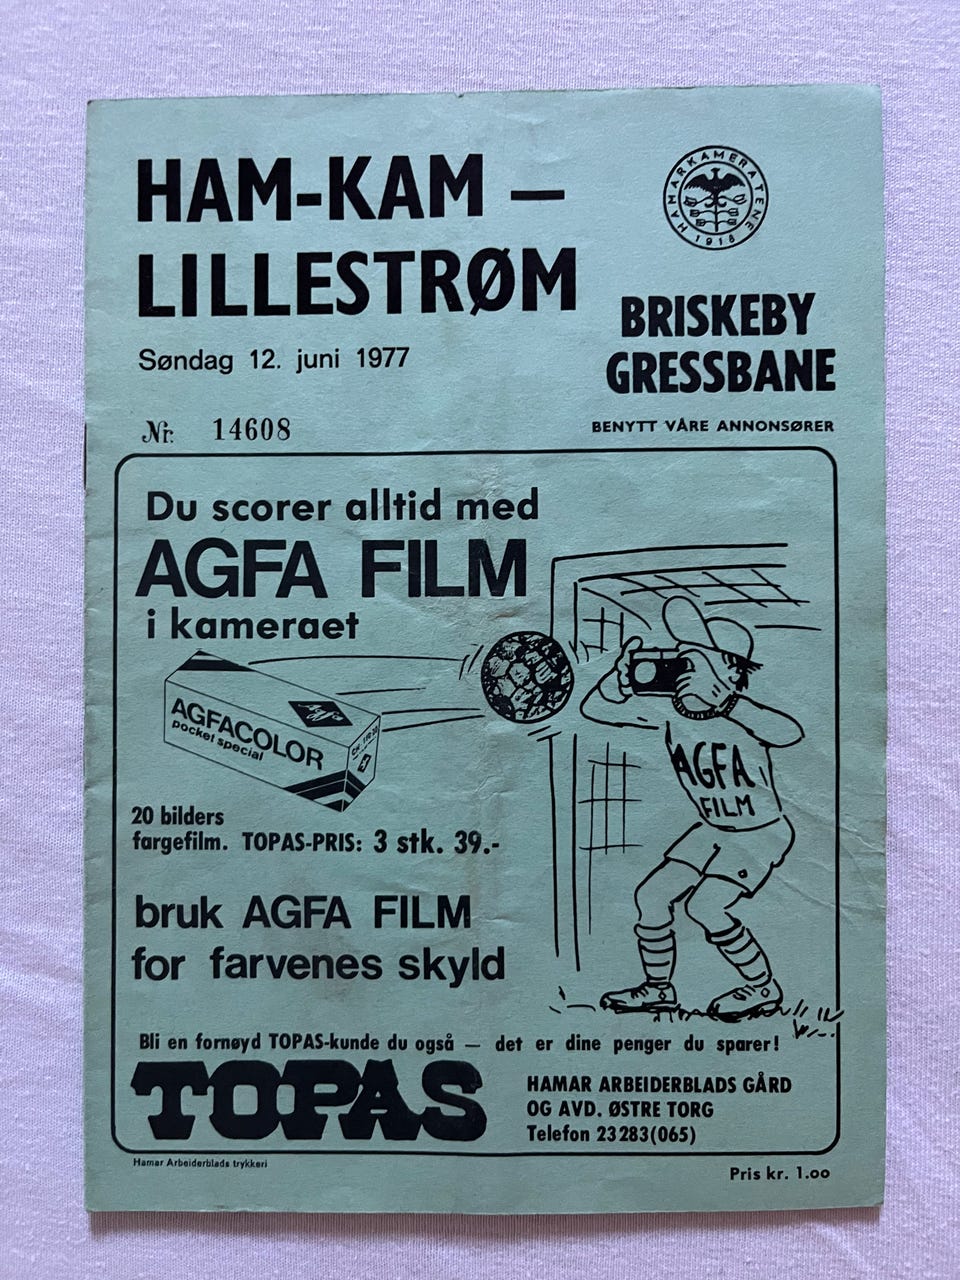 HAM-KAM –
LILLESTRØM
Søndag 12. juni 1977
Nr. 14608
HAMARKAMERATENE
1918
BRISKEBY
GRESSBANE
BENYTT VÅRE ANNONSØRER
Du scorer alltid med
AGFA FILM
i kameraet
AGFACOLOR
pocket special
AGFA
FILM
20 bilders
fargefilm. TOPAS-PRIS: 3 stk. 39.-
bruk AGFA FILM
for farvenes skyld
Bli en fornøyd TOPAS-kunde du også – det er dine penger du sparer!
TOPAS
HAMAR ARBEIDERBLADS GÅRD
OG AVD. ØSTRE TORG
Telefon 23283(065)
Hamar Arbeiderblads trykkeri
Pris kr. 1.oo